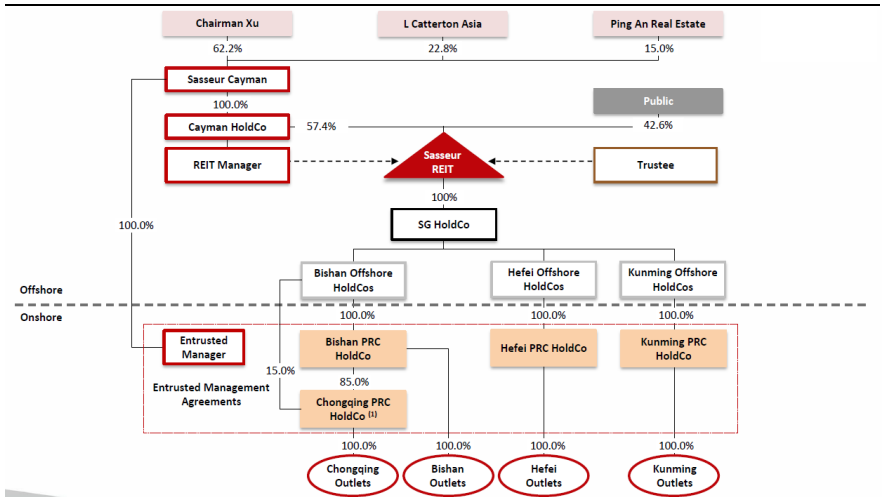 Chairman Xu
L Catterton Asia
Ping An Real Estate
62.2%
22.8%
15.0%
Sasseur Cayman
100.0%
Public
Cayman HoldCo
57.4%
42.6%
REIT Manager
Sasseur
REIT
Trustee
100%
SG HoldCo
100.0%
Bishan Offshore
HoldCos
Hefei Offshore
HoldCos
Kunming Offshore
HoldCos
Offshore
Onshore
100.0%
100.0%
100.0%
Entrusted
Manager
Bishan PRC
HoldCo
Hefei PRC HoldCo
Kunming PRC
HoldCo
15.0%
85.0%
Entrusted Management
Agreements
Chongqing PRC
HoldCo (1)
100.0%
100.0%
100.0%
100.0%
Chongqing
Outlets
Bishan
Outlets
Hefei
Outlets
Kunming
Outlets